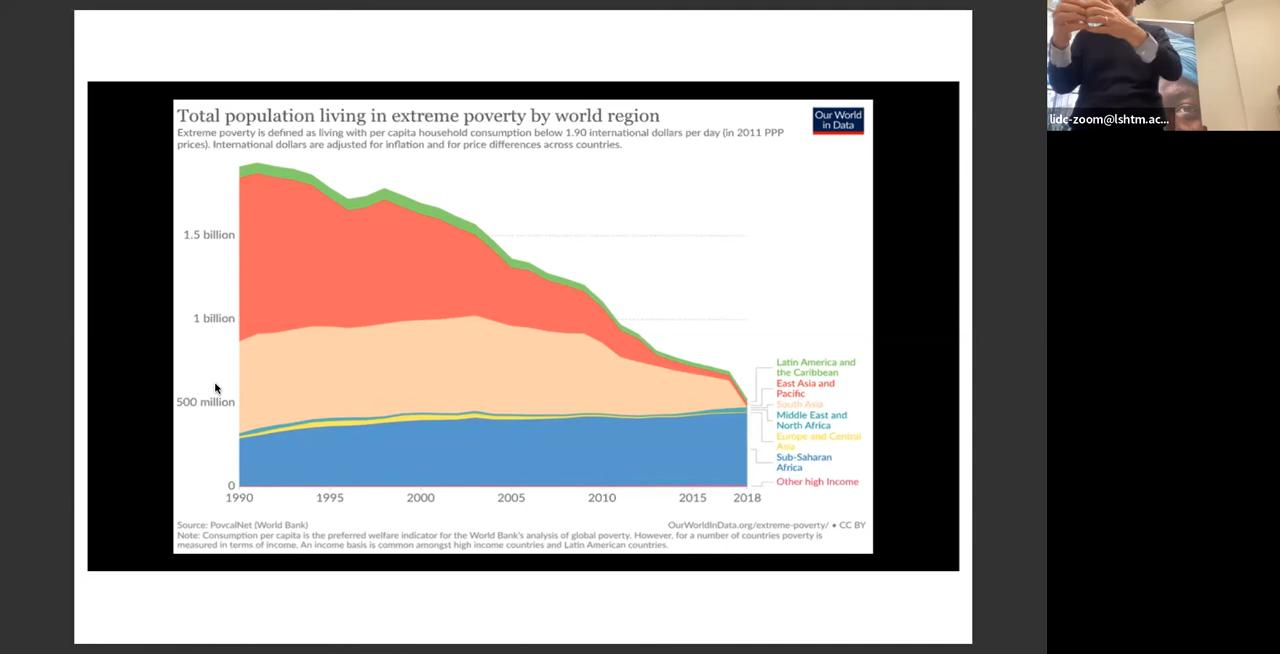 Total population living in extreme poverty by world region
Our World
in Data
Extreme poverty is defined as living with per capita household consumption below 1.90 international dollars per day (in 2011 PPP
prices). International dollars are adjusted for inflation and for price differences across countries.
1.5 billion
1 billion
500 million
0
1990
1995
2000
2005
2010
2015
2018
Latin America and
the Caribbean
East Asia and
Pacific
South Asia
Middle East and
North Africa
Europe and Central
Asia
Sub-Saharan
Africa
Other high Income
Source: PovcalNet (World Bank)
OurWorldInData.org/extreme-poverty/ • CC BY
Note: Consumption per capita is the preferred welfare indicator for the World Bank's analysis of global poverty. However, for a number of countries poverty is
measured in terms of income. An income basis is common amongst high income countries and Latin American countries.
lidc-zoom@lshtm.ac...